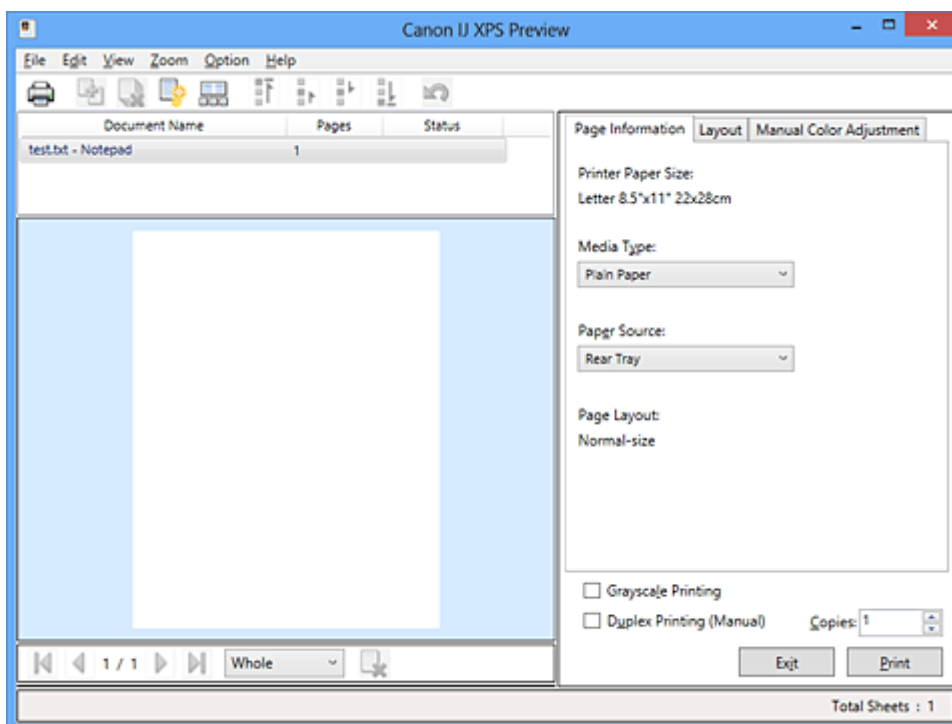 Canon IJ XPS Preview
File Edit View Zoom Option Help
Document Name Pages Status
test.txt - Notepad 1
Page Information Layout Manual Color Adjustment
Printer Paper Size:
Letter 8.5"x11" 22x28cm
Media Type:
Plain Paper
Paper Source:
Rear Tray
Page Layout:
Normal-size
Grayscale Printing
Duplex Printing (Manual) Copies: 1
1 / 1 Whole
Exit Print
Total Sheets : 1